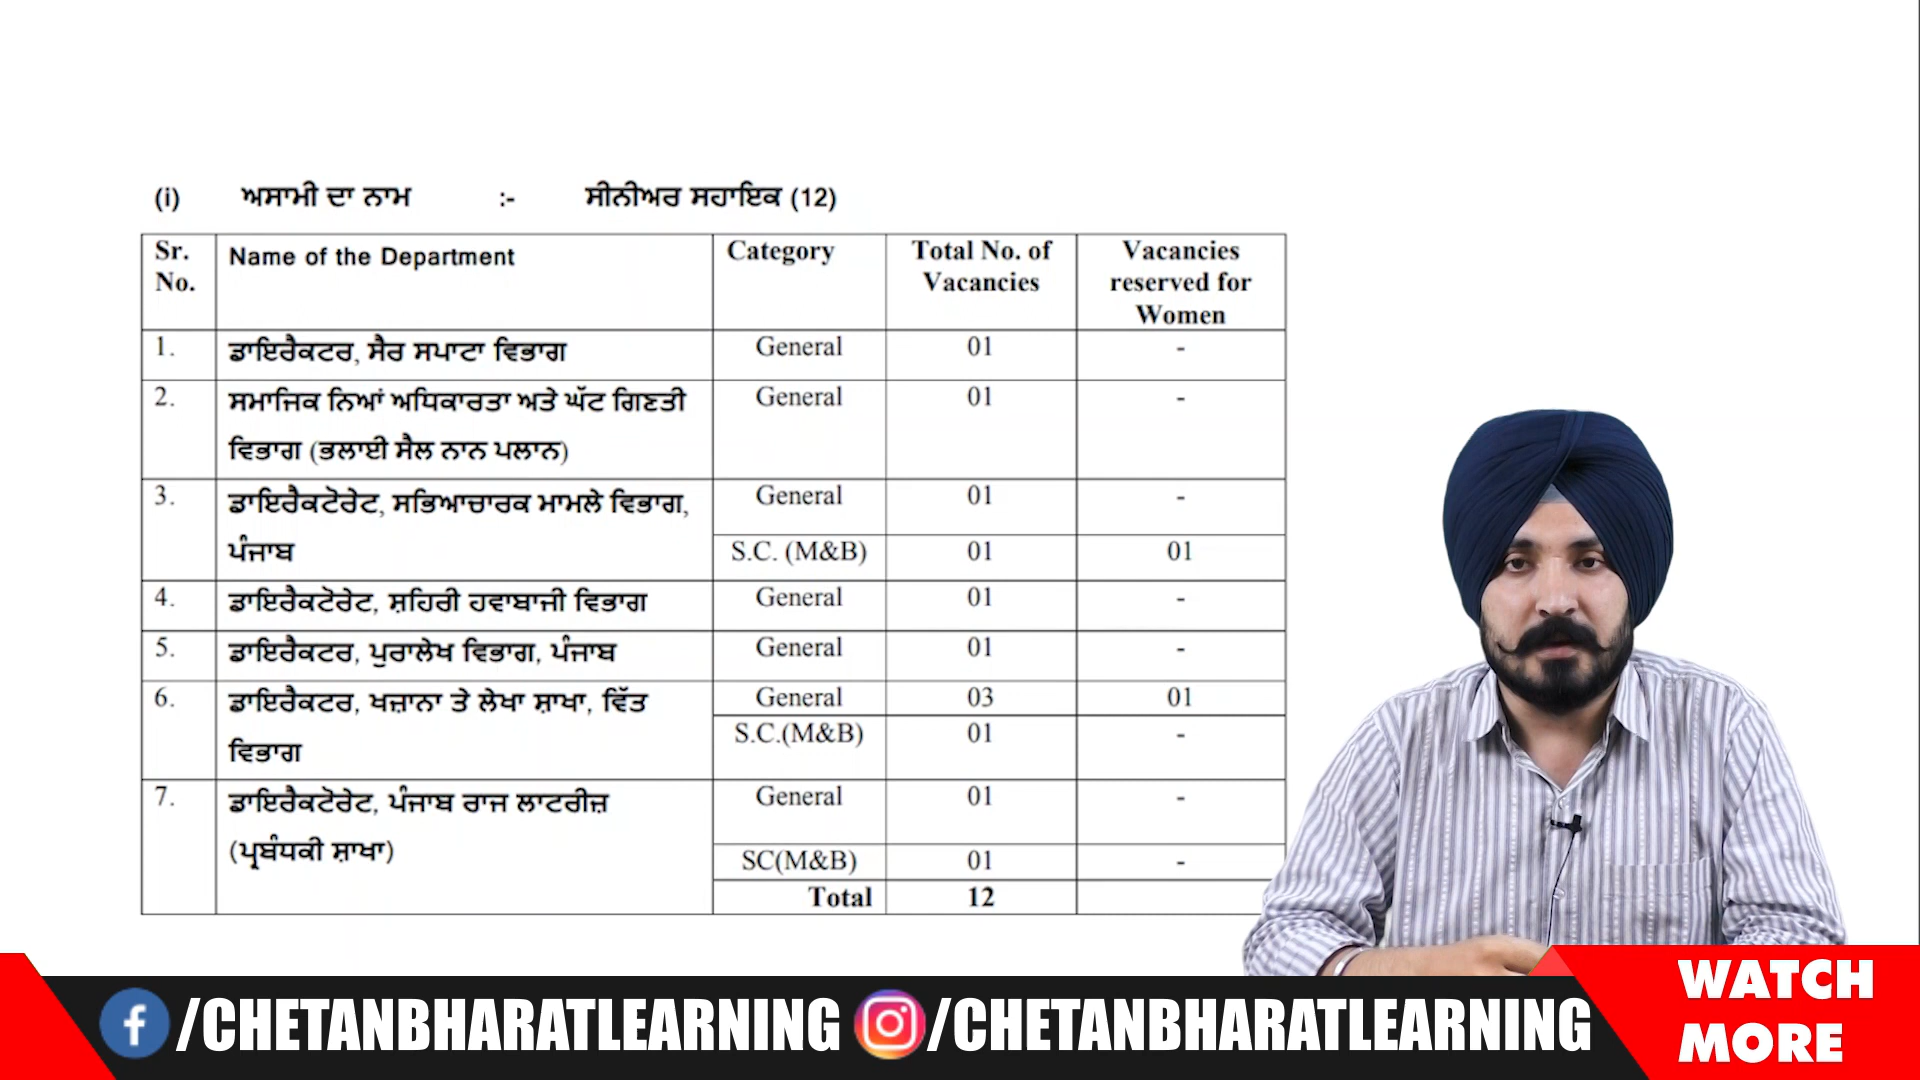 (i) ਅਸਾਮੀ ਦਾ ਨਾਮ :- ਸੀਨੀਅਰ ਸਹਾਇਕ (12)
Sr. No. Name of the Department Category Total No. of Vacancies Vacancies reserved for Women
1. ਡਾਇਰੈਕਟਰ, ਸੈਰ ਸਪਾਟਾ ਵਿਭਾਗ General 01 -
2. ਸਮਾਜਿਕ ਨਿਆਂ ਅਧਿਕਾਰਤਾ ਅਤੇ ਘੱਟ ਗਿਣਤੀ General 01 -
ਵਿਭਾਗ (ਭਲਾਈ ਸੈਲ ਨਾਨ ਪਲਾਨ)
3. ਡਾਇਰੈਕਟੋਰੇਟ, ਸਭਿਆਚਾਰਕ ਮਾਮਲੇ ਵਿਭਾਗ, General 01 -
ਪੰਜਾਬ S.C. (M&B) 01 01
4. ਡਾਇਰੈਕਟੋਰੇਟ, ਸ਼ਹਿਰੀ ਹਵਾਬਾਜੀ ਵਿਭਾਗ General 01 -
5. ਡਾਇਰੈਕਟਰ, ਪੁਰਾਲੇਖ ਵਿਭਾਗ, ਪੰਜਾਬ General 01 -
6. ਡਾਇਰੈਕਟਰ, ਖਜ਼ਾਨਾ ਤੇ ਲੇਖਾ ਸ਼ਾਖਾ, ਵਿੱਤ General 03 01
ਵਿਭਾਗ S.C.(M&B) 01 -
7. ਡਾਇਰੈਕਟੋਰੇਟ, ਪੰਜਾਬ ਰਾਜ ਲਾਟਰੀਜ਼ General 01 -
(ਪ੍ਰਬੰਧਕੀ ਸ਼ਾਖਾ) SC(M&B) 01 -
Total 12
/CHETANBHARATLEARNING /CHETANBHARATLEARNING
WATCH
MORE